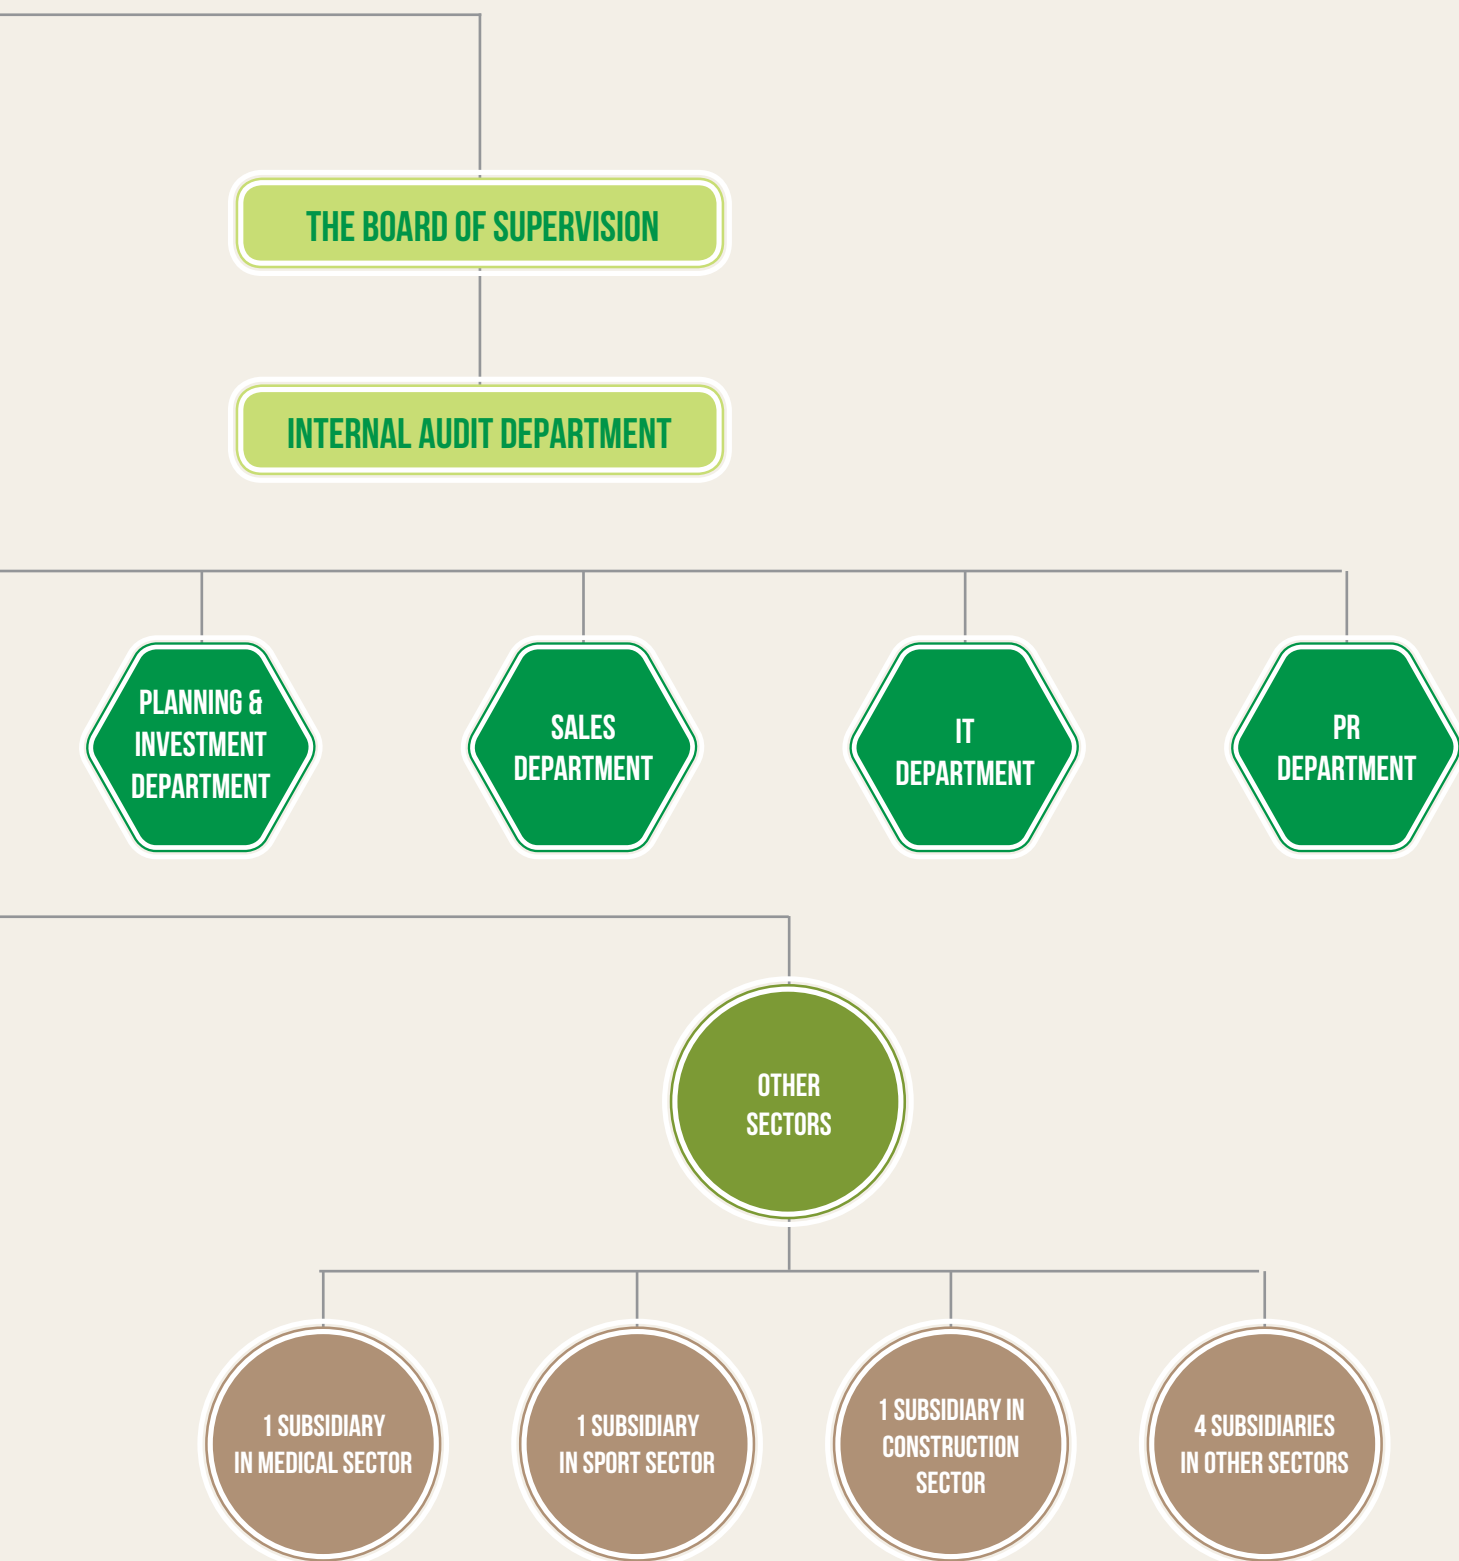 THE BOARD OF SUPERVISION
INTERNAL AUDIT DEPARTMENT
PLANNING &
INVESTMENT
DEPARTMENT
SALES
DEPARTMENT
IT
DEPARTMENT
PR
DEPARTMENT
OTHER
SECTORS
1 SUBSIDIARY
IN MEDICAL SECTOR
1 SUBSIDIARY
IN SPORT SECTOR
1 SUBSIDIARY IN
CONSTRUCTION
SECTOR
4 SUBSIDIARIES
IN OTHER SECTORS